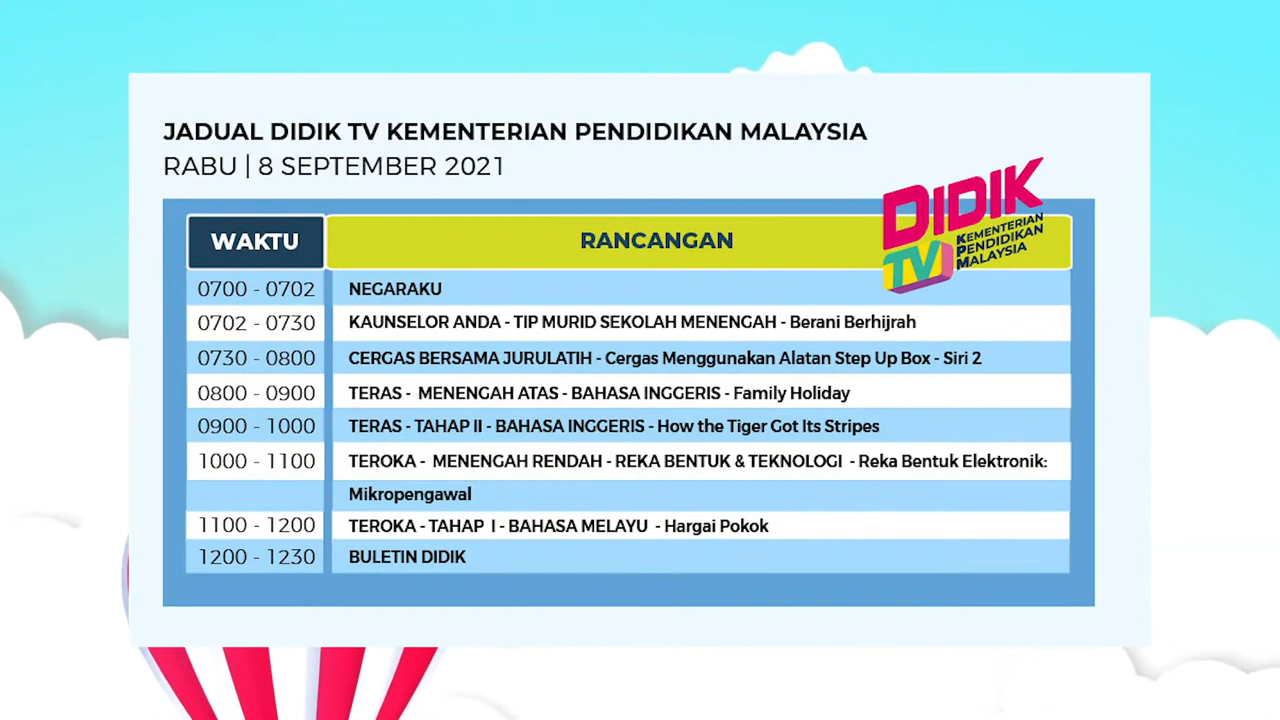 JADUAL DIDIK TV KEMENTERIAN PENDIDIKAN MALAYSIA
RABU | 8 SEPTEMBER 2021
DIDIK
TV
KEMENTERIAN
PENDIDIKAN
MALAYSIA
WAKTU RANCANGAN
0700 - 0702 NEGARAKU
0702 - 0730 KAUNSELOR ANDA - TIP MURID SEKOLAH MENENGAH - Berani Berhijrah
0730 - 0800 CERGAS BERSAMA JURULATIH - Cergas Menggunakan Alatan Step Up Box - Siri 2
0800 - 0900 TERAS - MENENGAH ATAS - BAHASA INGGERIS - Family Holiday
0900 - 1000 TERAS - TAHAP II - BAHASA INGGERIS - How the Tiger Got Its Stripes
1000 - 1100 TEROKA - MENENGAH RENDAH - REKA BENTUK & TEKNOLOGI - Reka Bentuk Elektronik:
Mikropengawal
1100 - 1200 TEROKA - TAHAP I - BAHASA MELAYU - Hargai Pokok
1200 - 1230 BULETIN DIDIK